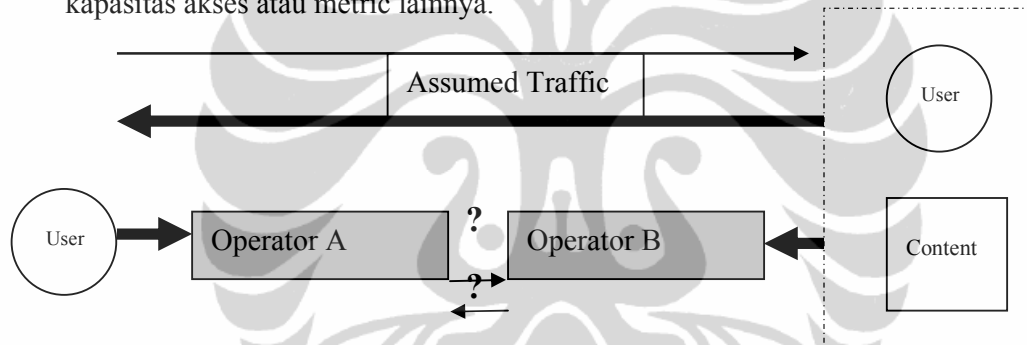 kapasitas akses atau metric lainnya.
Assumed Traffic
User
User
Operator A
?
?
Operator B
Content